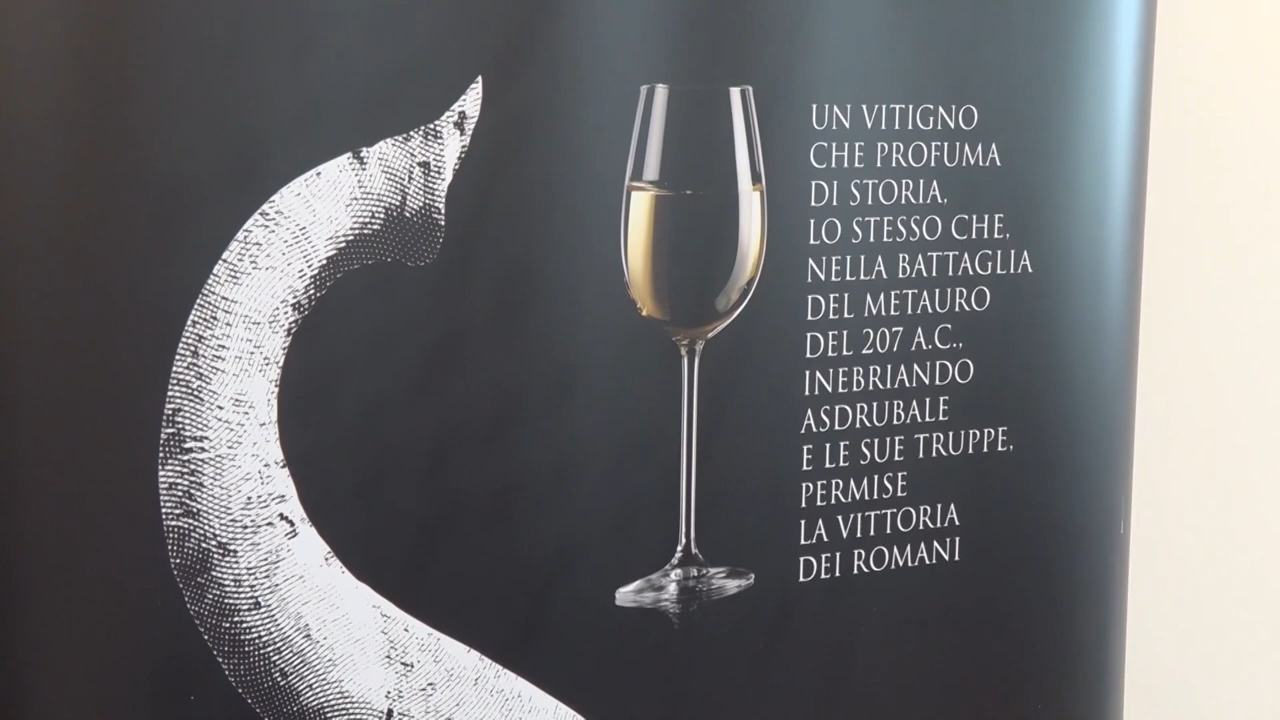 UN VITIGNO
CHE PROFUMA
DI STORIA,
LO STESSO CHE,
NELLA BATTAGLIA
DEL METAURO
DEL 207 A.C.,
INEBRIANDO
ASDRUBALE
E LE SUE TRUPPE,
PERMISE
LA VITTORIA
DEI ROMANI